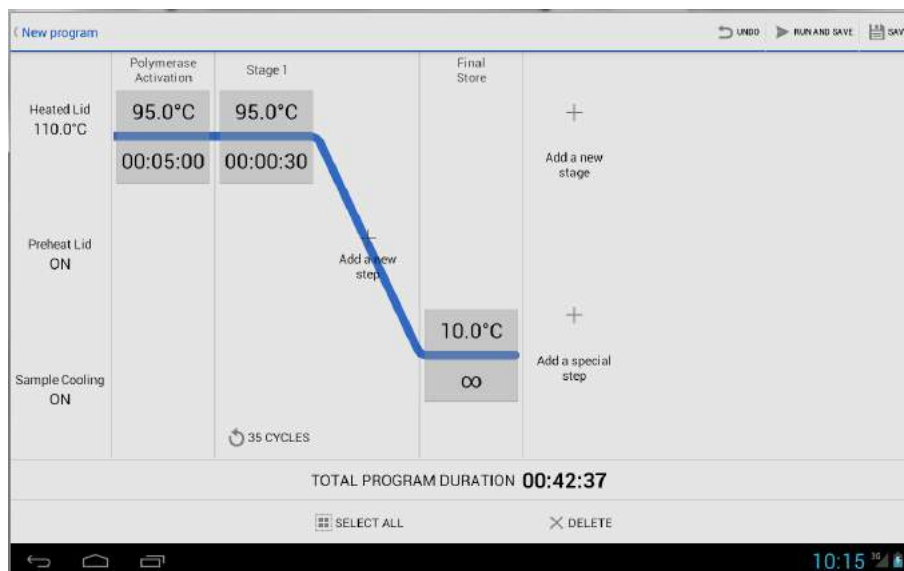 New program
UNDO
RUN AND SAVE
SAV
Polymerase
Activation
Stage 1
Final
Store
Heated Lid
110.0°C
95.0°C
00:05:00
95.0°C
00:00:30
Add a new
stage
Preheat Lid
ON
Add a new
step
10.0°C
∞
Add a special
step
Sample Cooling
ON
35 CYCLES
TOTAL PROGRAM DURATION 00:42:37
SELECT ALL
DELETE
10:15 3G